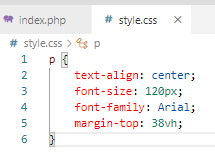 index.php style.css
style.css p
1 p {
2 text-align: center;
3 font-size: 120px;
4 font-family: Arial;
5 margin-top: 38vh;
6 }